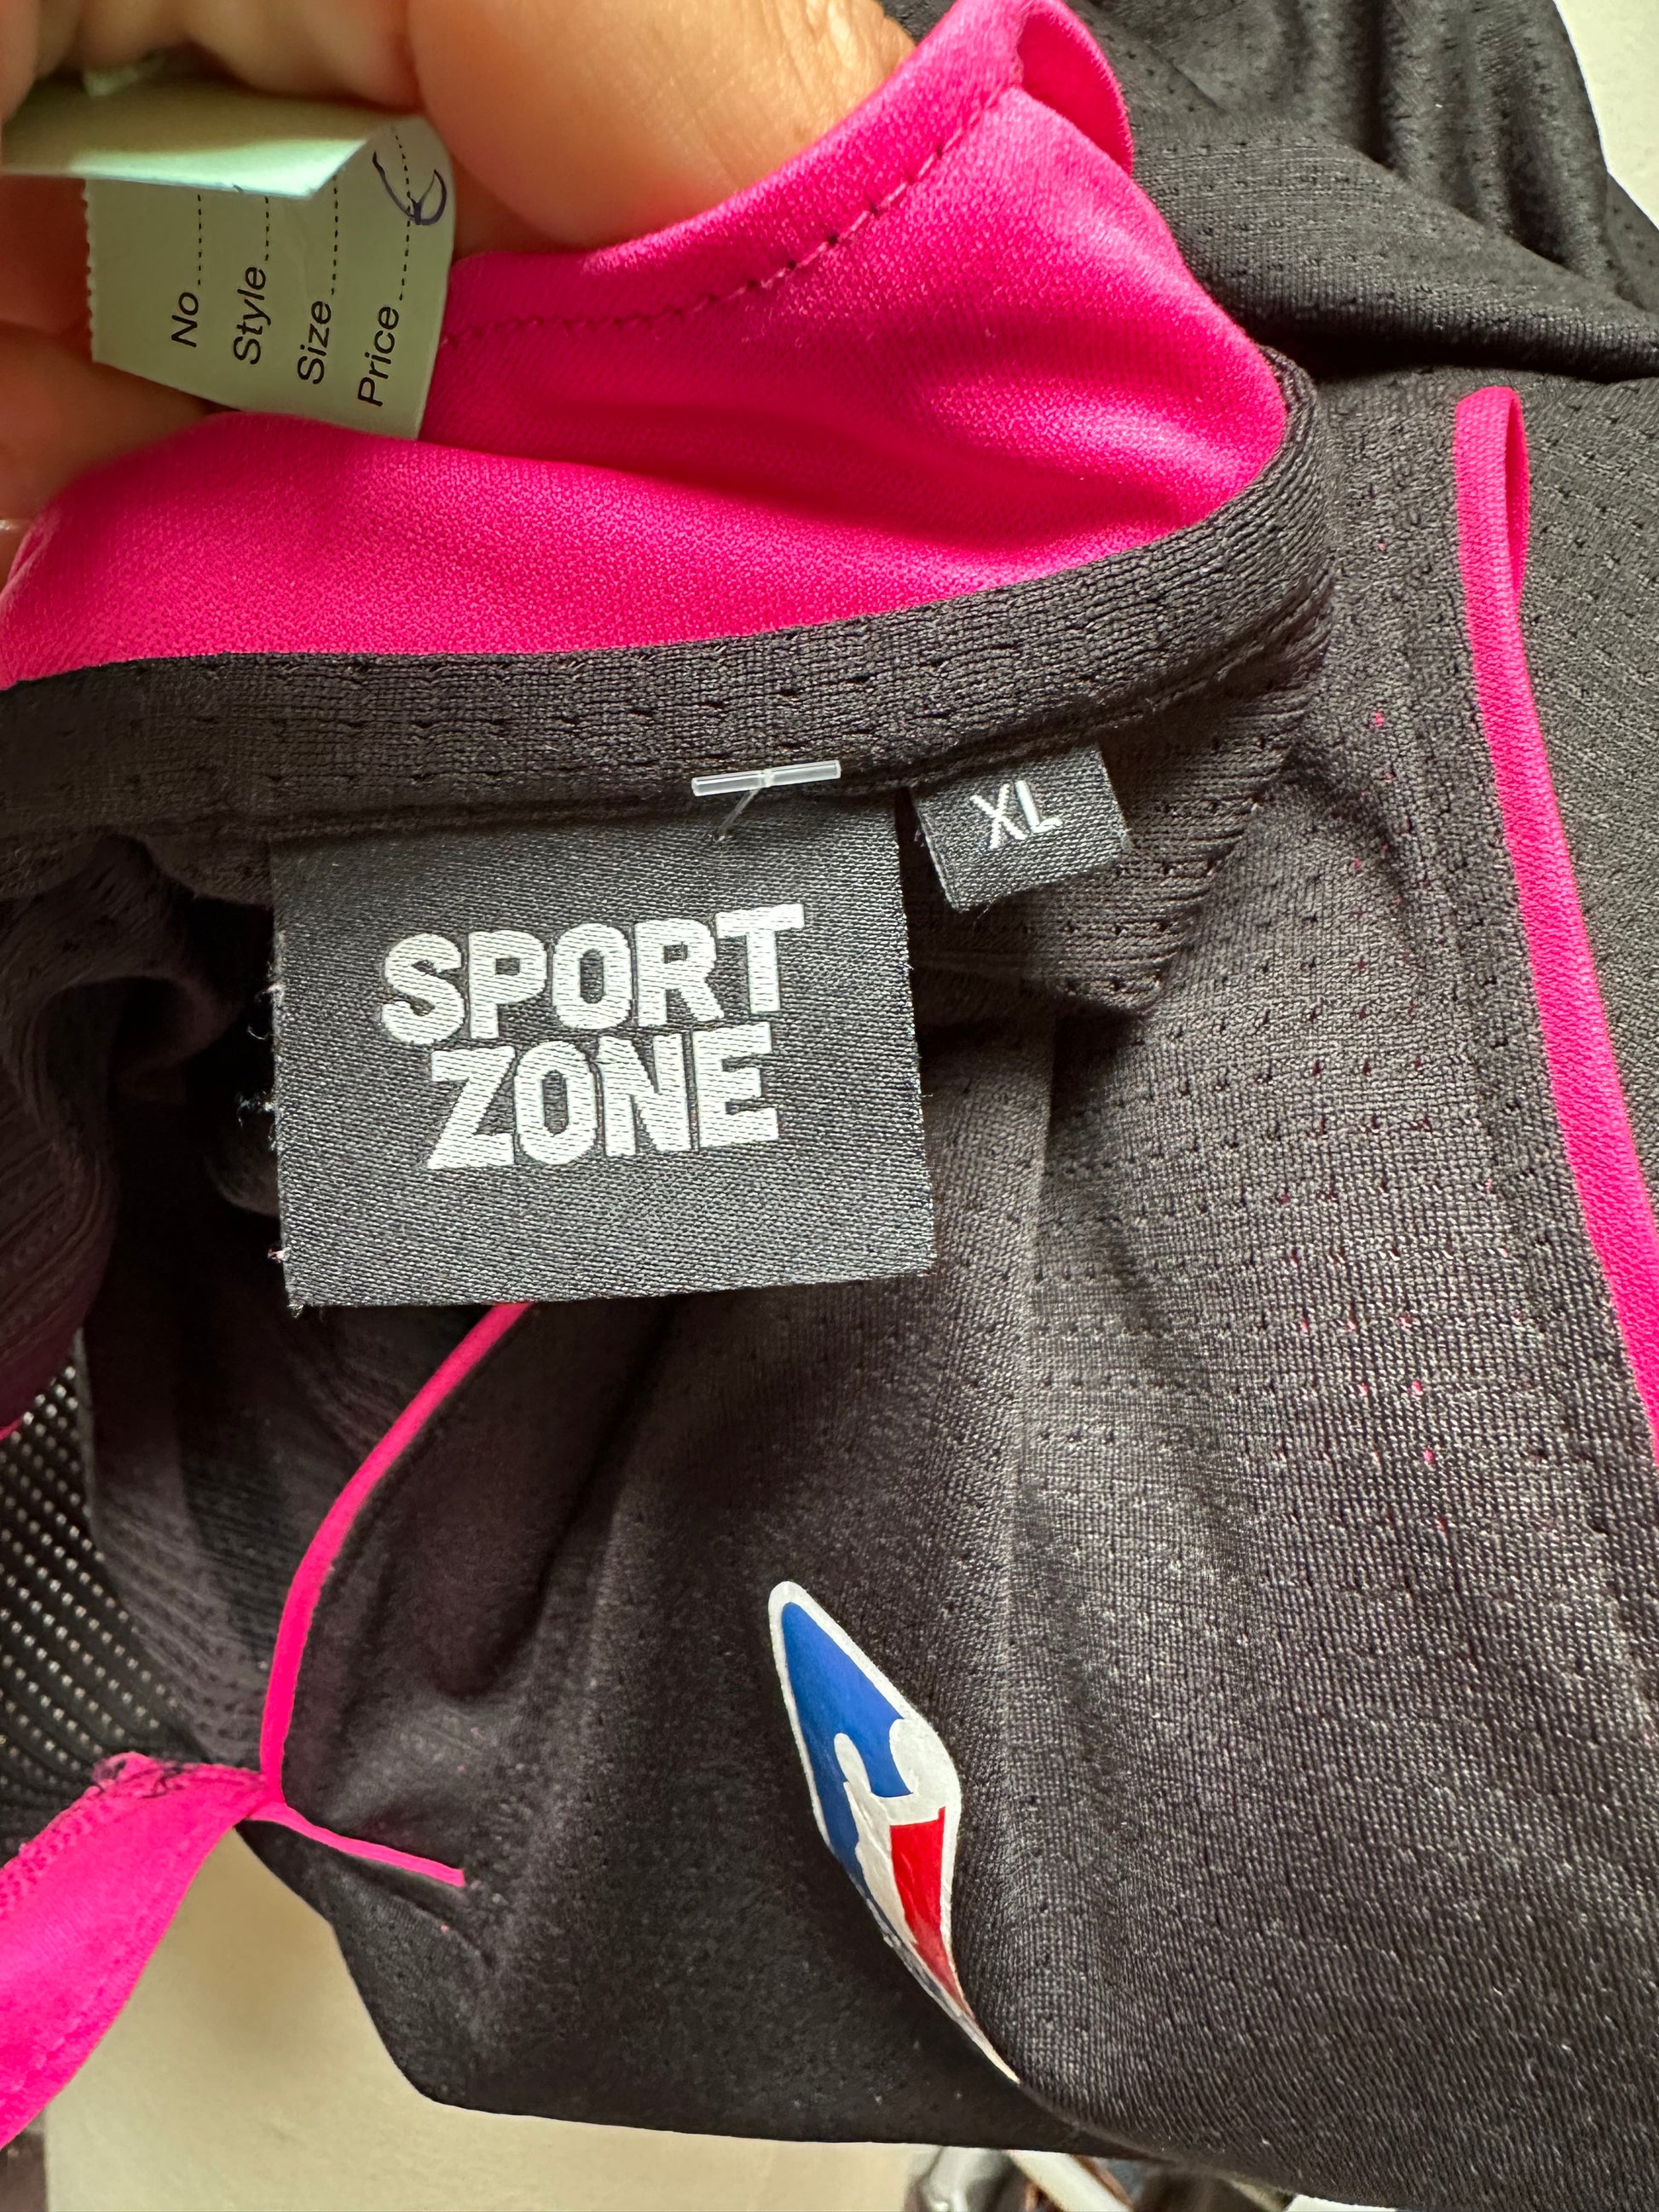 No
Style
Size
Price
XL
SPORT
ZONE